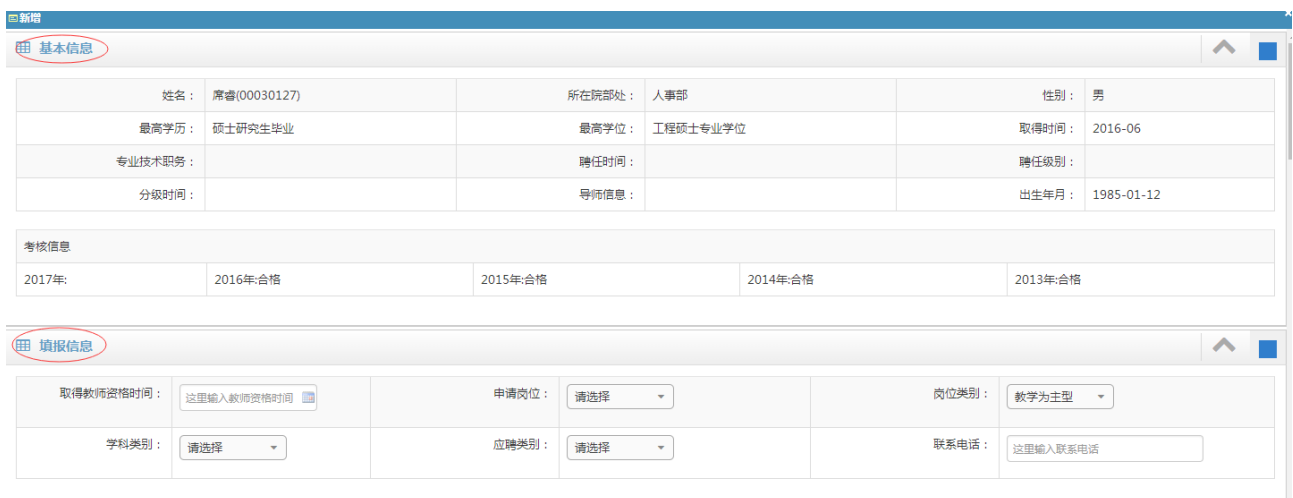 新增
基本信息
姓名： 席睿(00030127) 所在院部处： 人事部 性别： 男
最高学历： 硕士研究生毕业 最高学位： 工程硕士专业学位 取得时间： 2016-06
专业技术职务： 聘任时间： 聘任级别：
分级时间： 导师信息： 出生年月： 1985-01-12
考核信息
2017年: 2016年:合格 2015年:合格 2014年:合格 2013年:合格
填报信息
取得教师资格时间： 这里输入教师资格时间 申请岗位： 请选择 岗位类别： 教学为主型
学科类别： 请选择 应聘类别： 请选择 联系电话： 这里输入联系电话